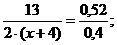 13/(2·(x+4)) = 0,52/0,4;